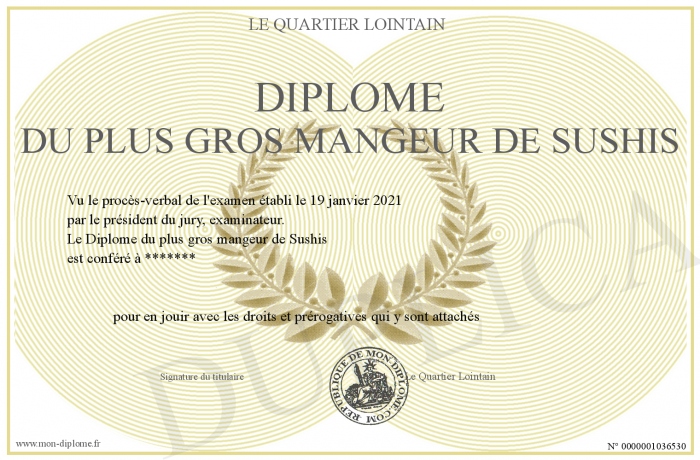 LE QUARTIER LOINTAIN
DIPLOME
DU PLUS GROS MANGEUR DE SUSHIS
Vu le procès-verbal de l'examen établi le 19 janvier 2021
par le président du jury, examinateur.
Le Diplome du plus gros mangeur de Sushis
est conféré à *******
pour en jouir avec les droits et prérogatives qui y sont attachés
Signature du titulaire
Le Quartier Lointain
REPUBLIQUE DE MON-DIPLOME.COM
DUPLICATA
www.mon-diplome.fr
N° 0000001036530